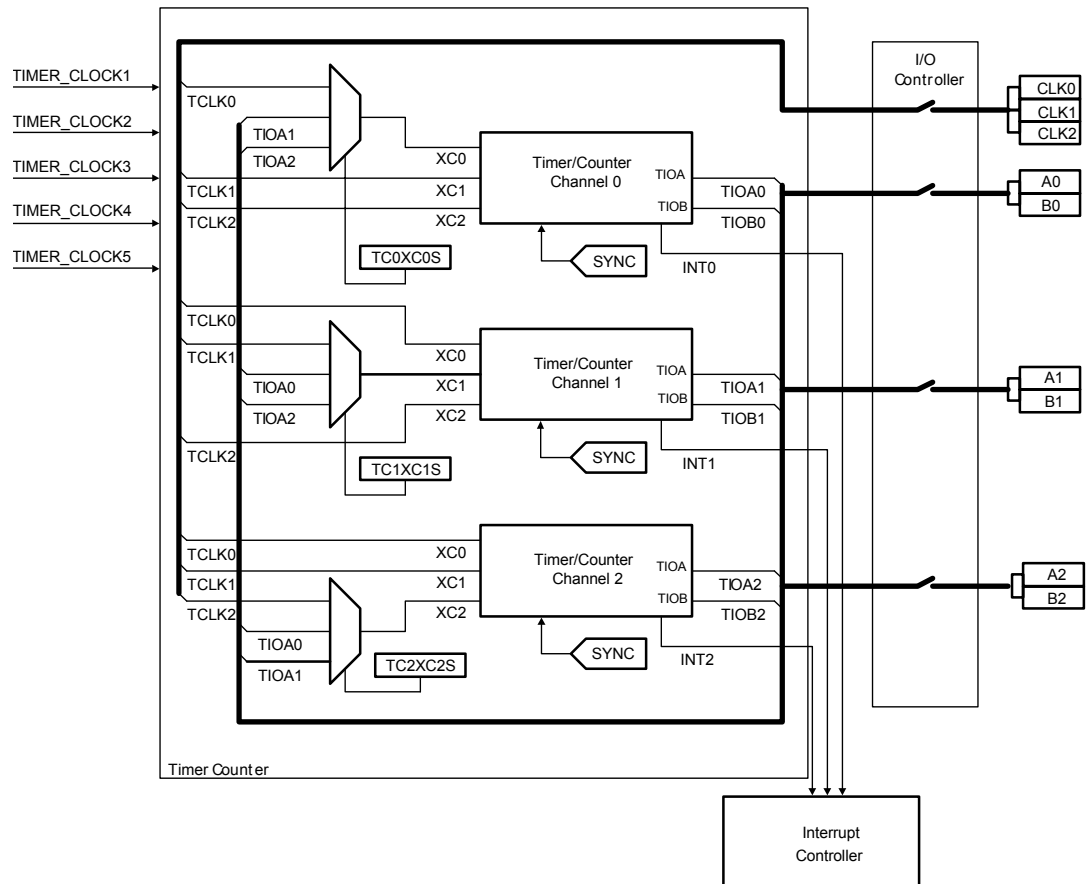 TIMER_CLOCK1
TIMER_CLOCK2
TIMER_CLOCK3
TIMER_CLOCK4
TIMER_CLOCK5
TCLK0
TIOA1
TIOA2
TCLK1
TCLK2
XC0
XC1
XC2
Timer/Counter
Channel 0
TIOA
TIOB
TIOA0
TIOB0
TC0XC0S
SYNC
INT0
TCLK0
TCLK1
TIOA0
TIOA2
TCLK2
XC0
XC1
XC2
Timer/Counter
Channel 1
TIOA
TIOB
TIOA1
TIOB1
TC1XC1S
SYNC
INT1
TCLK0
TCLK1
TCLK2
TIOA0
TIOA1
XC0
XC1
XC2
Timer/Counter
Channel 2
TIOA
TIOB
TIOA2
TIOB2
TC2XC2S
SYNC
INT2
Timer Counter
I/O
Controller
CLK0
CLK1
CLK2
A0
B0
A1
B1
A2
B2
Interrupt
Controller